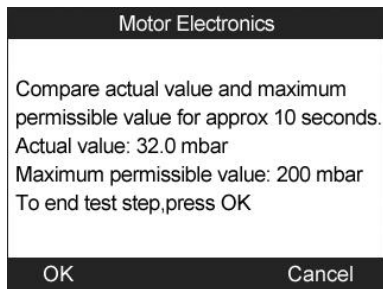 Motor Electronics
Compare actual value and maximum
permissible value for approx 10 seconds.
Actual value: 32.0 mbar
Maximum permissible value: 200 mbar
To end test step,press OK
OK Cancel